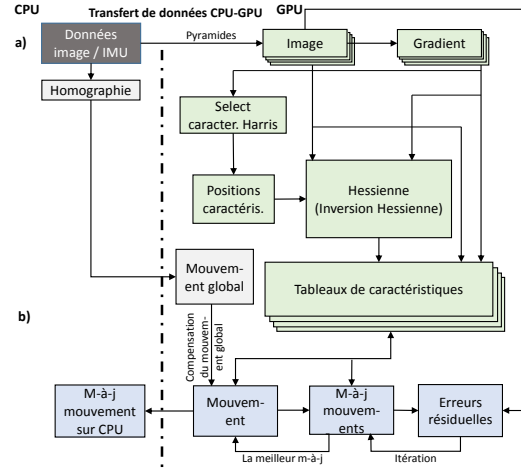 CPU
Transfert de données CPU-GPU
GPU
a)
Données
image / IMU
Pyramides
Image
Gradient
Homographie
Select
caracter. Harris
Positions
caractéris.
Hessienne
(Inversion Hessienne)
Mouvem-
ent global
Tableaux de caractéristiques
b)
Compensation
du mouvem-
ent global
M-à-j
mouvement
sur CPU
Mouvem-
ent
M-à-j
mouvem-
ents
Erreurs
résiduelles
La meilleur m-à-j
Itération